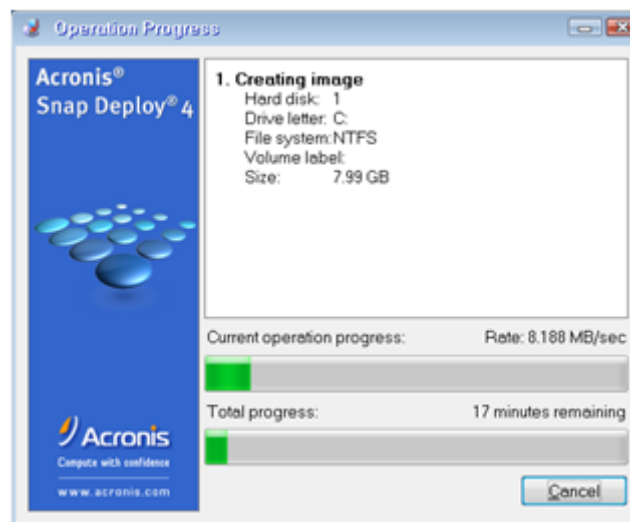 Operation Progress
Acronis®
Snap Deploy® 4
1. Creating image
Hard disk: 1
Drive letter: C:
File system: NTFS
Volume label:
Size: 7.99 GB
Current operation progress: Rate: 8.188 MB/sec
Total progress: 17 minutes remaining
Acronis
Compute with confidence
www.acronis.com
Cancel